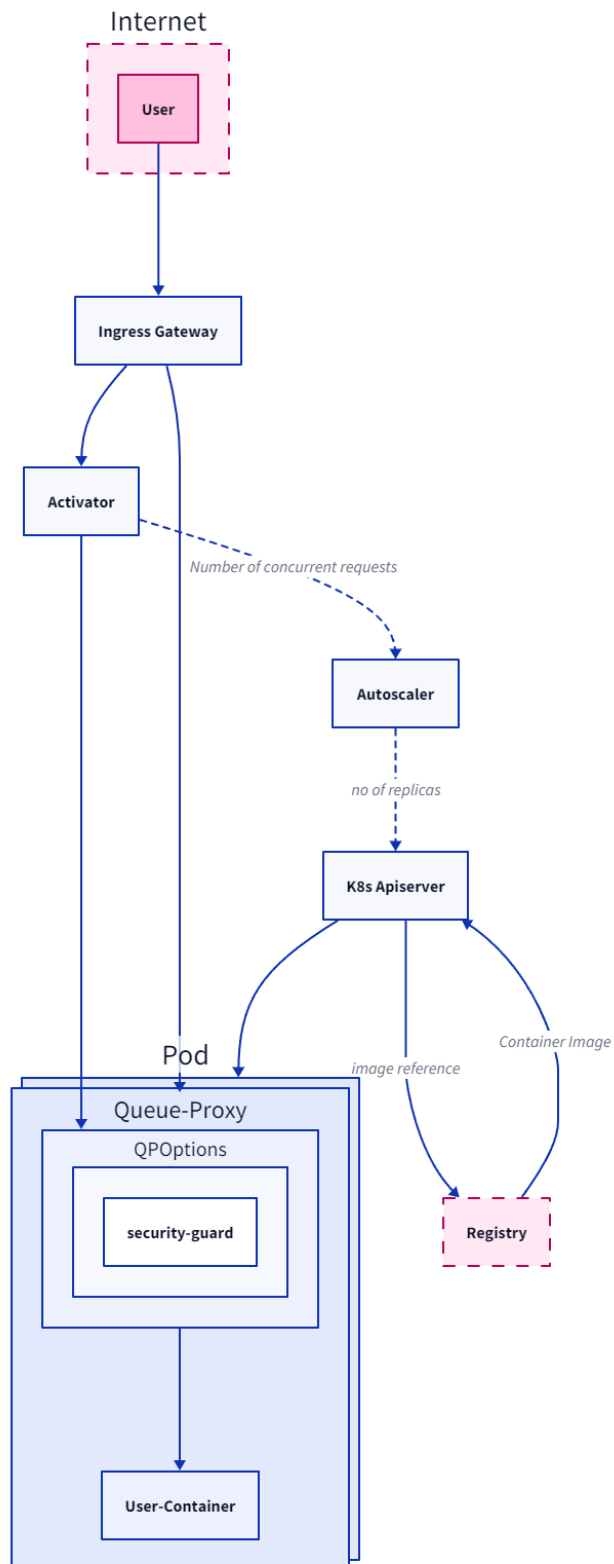 Internet
User
Ingress Gateway
Activator
Number of concurrent requests
Autoscaler
no of replicas
K8s Apiserver
Container Image
Pod
image reference
Queue-Proxy
QPOptions
security-guard
Registry
User-Container